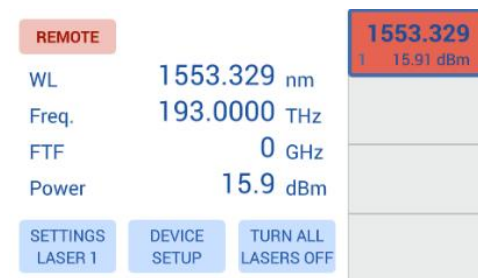 REMOTE
WL 1553.329 nm
Freq. 193.0000 THz
FTF 0 GHz
Power 15.9 dBm
SETTINGS
LASER 1
DEVICE
SETUP
TURN ALL
LASERS OFF
1553.329
1 15.91 dBm